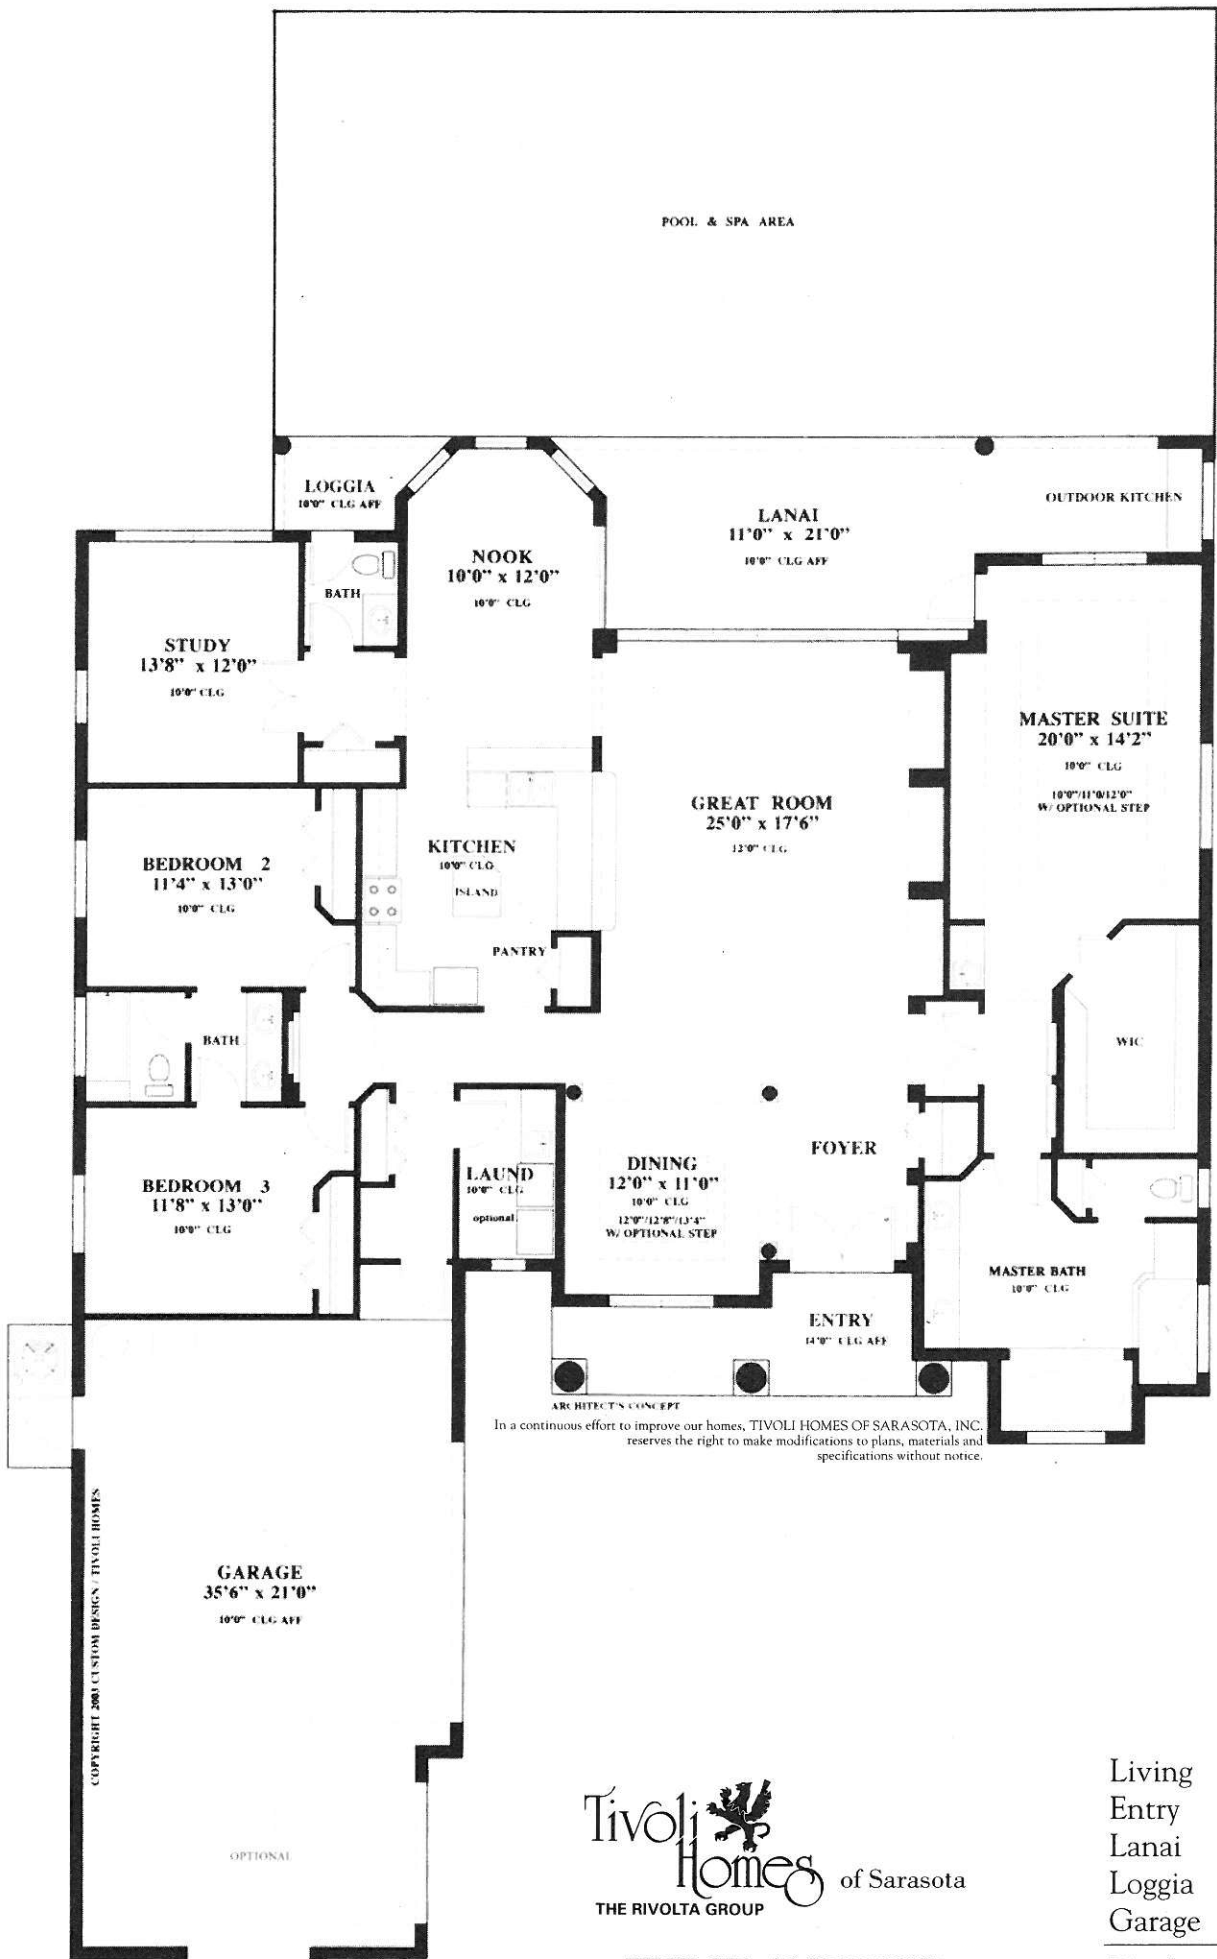 POOL & SPA AREA
LOGGIA
10'0" CLG AFF
OUTDOOR KITCHEN
LANAI
11'0" x 21'0"
10'0" CLG AFF
NOOK
10'0" x 12'0"
10'0" CLG
BATH
STUDY
13'8" x 12'0"
10'0" CLG
MASTER SUITE
20'0" x 14'2"
10'0" CLG
10'0"/11'0/12'0"
W/ OPTIONAL STEP
GREAT ROOM
25'0" x 17'6"
12'0" CLG
KITCHEN
10'0" CLG
ISLAND
BEDROOM 2
11'4" x 13'0"
10'0" CLG
PANTRY
BATH
WIC
FOYER
DINING
12'0" x 11'0"
10'0" CLG
12'0"/12'8"/13'4"
W/ OPTIONAL STEP
LAUND
10'0" CLG
optional
BEDROOM 3
11'8" x 13'0"
10'0" CLG
MASTER BATH
10'0" CLG
ENTRY
14'0" CLG AFF
ARCHITECT'S CONCEPT
In a continuous effort to improve our homes, TIVOLI HOMES OF SARASOTA, INC.
reserves the right to make modifications to plans, materials and
specifications without notice.
COPYRIGHT 2003 CUSTOM DESIGN / TIVOLI HOMES
GARAGE
35'6" x 21'0"
10'0" CLG AFF
OPTIONAL
Tivoli
Homes
of Sarasota
THE RIVOLTA GROUP
Living
Entry
Lanai
Loggia
Garage